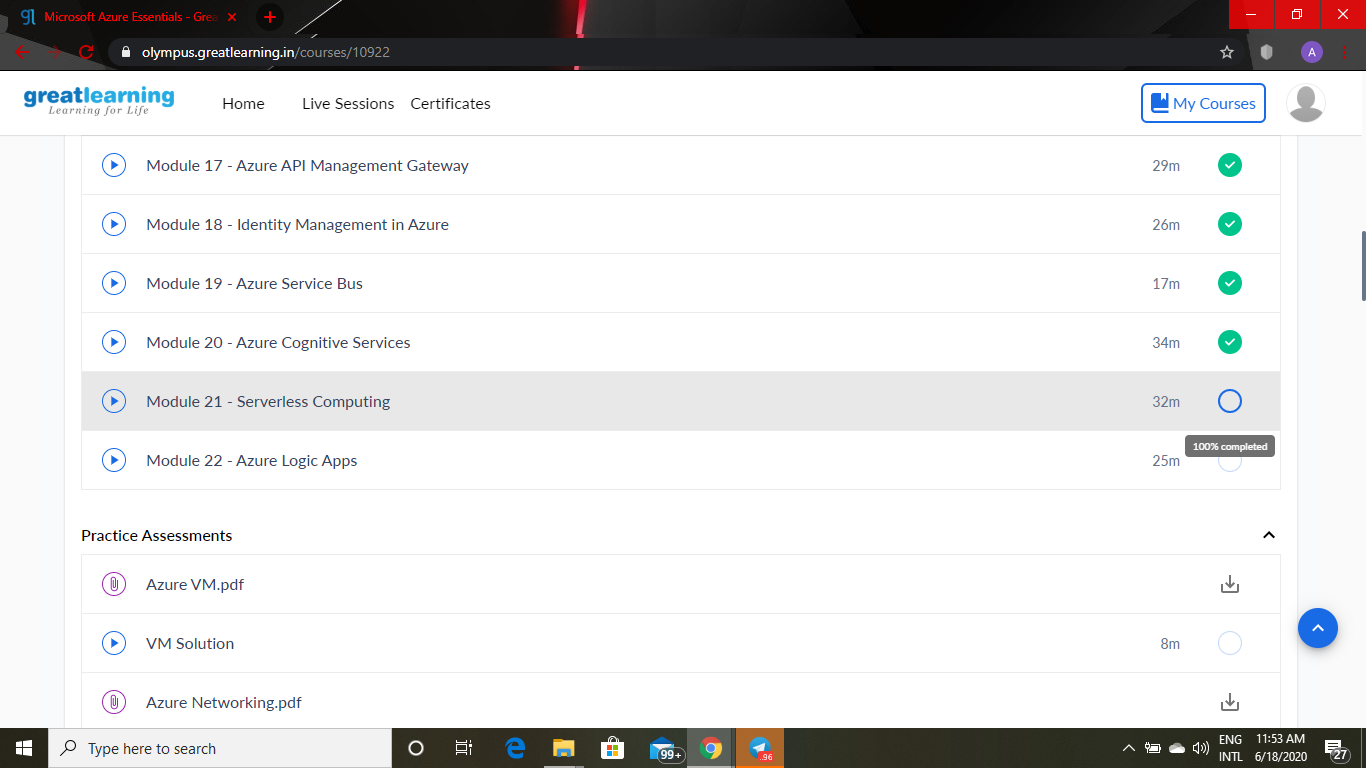 Microsoft Azure Essentials - Grea
olympus.greatlearning.in/courses/10922
A
greatlearning
Learning for Life
Home
Live Sessions
Certificates
My Courses
Module 17 - Azure API Management Gateway
29m
Module 18 - Identity Management in Azure
26m
Module 19 - Azure Service Bus
17m
Module 20 - Azure Cognitive Services
34m
Module 21 - Serverless Computing
32m
100% completed
Module 22 - Azure Logic Apps
25m
Practice Assessments
Azure VM.pdf
VM Solution
8m
Azure Networking.pdf
Type here to search
99+
..96
ENG
INTL
11:53 AM
6/18/2020
27